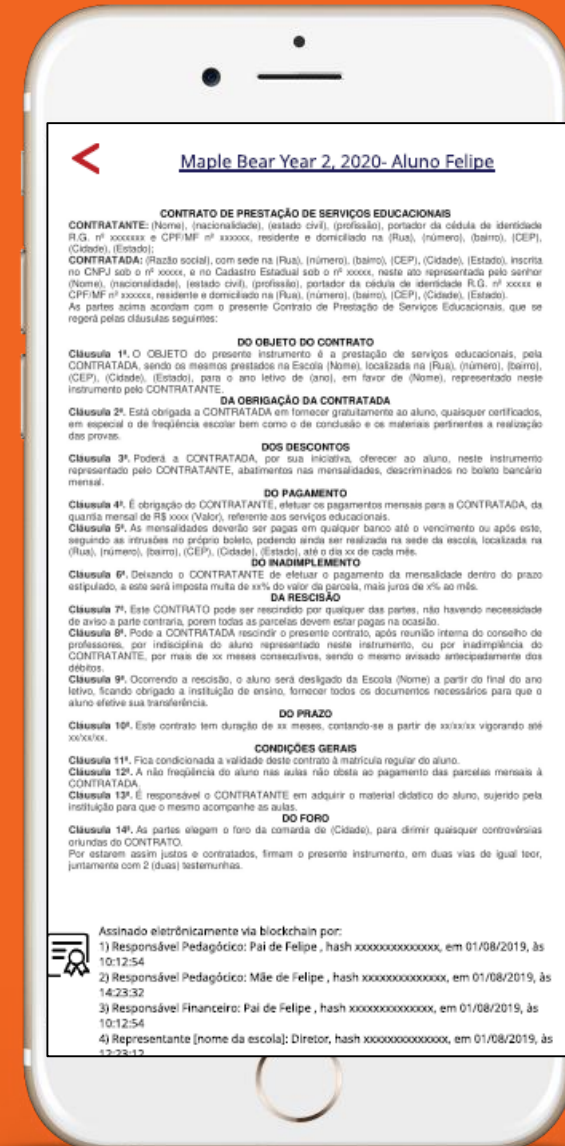 <
Maple Bear Year 2, 2020- Aluno Felipe
CONTRATO DE PRESTAÇÃO DE SERVIÇOS EDUCACIONAIS
CONTRATANTE: (Nome), (nacionalidade), (estado civil), (profissão), portador da cédula de identidade
R.G. nº xxxxxxx e CPF/MF nº xxxxxx, residente e domiciliado na (Rua), (número), (bairro), (CEP),
(Cidade), (Estado);
CONTRATADA: (Razão social), com sede na (Rua), (número), (bairro), (CEP), (Cidade), (Estado), inscrita
no CNPJ sob o nº xxxxx, e no Cadastro Estadual sob o nº xxxxx, neste ato representada pelo senhor
(Nome), (nacionalidade), (estado civil), (profissão), portador da cédula de identidade R.G. nº xxxxx e
CPF/MF nº xxxxxx, residente e domiciliado na (Rua), (número), (bairro), (CEP), (Cidade), (Estado).
As partes acima acordam com o presente Contrato de Prestação de Serviços Educacionais, que se
regerá pelas cláusulas seguintes:
DO OBJETO DO CONTRATO
Cláusula 1ª. O OBJETO do presente instrumento é a prestação de serviços educacionais, pela
CONTRATADA, sendo os mesmos prestados na Escola (Nome), localizada na (Rua), (número), (bairro),
(CEP), (Cidade), (Estado), para o ano letivo de (ano), em favor de (Nome), representado neste
instrumento pelo CONTRATANTE.
DA OBRIGAÇÃO DA CONTRATADA
Cláusula 2ª. Está obrigada a CONTRATADA em fornecer gratuitamente ao aluno, quaisquer certificados,
em especial o de freqüência escolar bem como o de conclusão e os materiais pertinentes a realização
das provas.
DOS DESCONTOS
Cláusula 3ª. Poderá a CONTRATADA, por sua iniciativa, oferecer ao aluno, neste instrumento
representado pelo CONTRATANTE, abatimentos nas mensalidades, descriminados no boleto bancário
mensal.
DO PAGAMENTO
Cláusula 4ª. É obrigação do CONTRATANTE, efetuar os pagamentos mensais para a CONTRATADA, da
quantia mensal de R$ xxxx (Valor), referente aos serviços educacionais.
Cláusula 5ª. As mensalidades deverão ser pagas em qualquer banco até o vencimento ou após este,
seguindo as intrusões no próprio boleto, podendo ainda ser realizada na sede da escola, localizada na
(Rua), (número), (bairro), (CEP), (Cidade), (Estado), até o dia xx de cada mês.
DO INADIMPLEMENTO
Cláusula 6ª. Deixando o CONTRATANTE de efetuar o pagamento da mensalidade dentro do prazo
estipulado, a este será imposta multa de xx% do valor da parcela, mais juros de x% ao mês.
DA RESCISÃO
Cláusula 7ª. Este CONTRATO pode ser rescindido por qualquer das partes, não havendo necessidade
de aviso a parte contraria, porem todas as parcelas devem estar pagas na ocasião.
Cláusula 8ª. Pode a CONTRATADA rescindir o presente contrato, após reunião interna do conselho de
professores, por indisciplina do aluno representado neste instrumento, ou por inadimplência do
CONTRATANTE, por mais de xx meses consecutivos, sendo o mesmo avisado antecipadamente dos
débitos.
Cláusula 9ª. Ocorrendo a rescisão, o aluno será desligado da Escola (Nome) a partir do final do ano
letivo, ficando obrigado a instituição de ensino, fornecer todos os documentos necessários para que o
aluno efetive sua transferência.
DO PRAZO
Cláusula 10ª. Este contrato tem duração de xx meses, contando-se a partir de xx/xx/xx vigorando até
xx/xx/xx.
CONDIÇÕES GERAIS
Cláusula 11ª. Fica condicionada a validade deste contrato à matrícula regular do aluno.
Cláusula 12ª. A não freqüência do aluno nas aulas não obsta ao pagamento das parcelas mensais à
CONTRATADA.
Cláusula 13ª. É responsável o CONTRATANTE em adquirir o material didatico do aluno, sujerido pela
instituição para que o mesmo acompanhe as aulas.
DO FORO
Cláusula 14ª. As partes elegem o foro da comarda de (Cidade), para dirimir quaisquer controvérsias
oriundas do CONTRATO.
Por estarem assim justos e contratados, firmam o presente instrumento, em duas vias de igual teor,
juntamente com 2 (duas) testemunhas.
Assinado eletrônicamente via blockchain por:
1) Responsável Pedagócico: Pai de Felipe , hash xxxxxxxxxxxxxx, em 01/08/2019, às
10:12:54
2) Responsável Pedagócico: Mãe de Felipe , hash xxxxxxxxxxxxxx, em 01/08/2019, às
14:23:32
3) Responsável Financeiro: Pai de Felipe , hash xxxxxxxxxxxxxx, em 01/08/2019, às
10:12:54
4) Representante [nome da escola]: Diretor, hash xxxxxxxxxxxxxx, em 01/08/2019, às
12:23:12